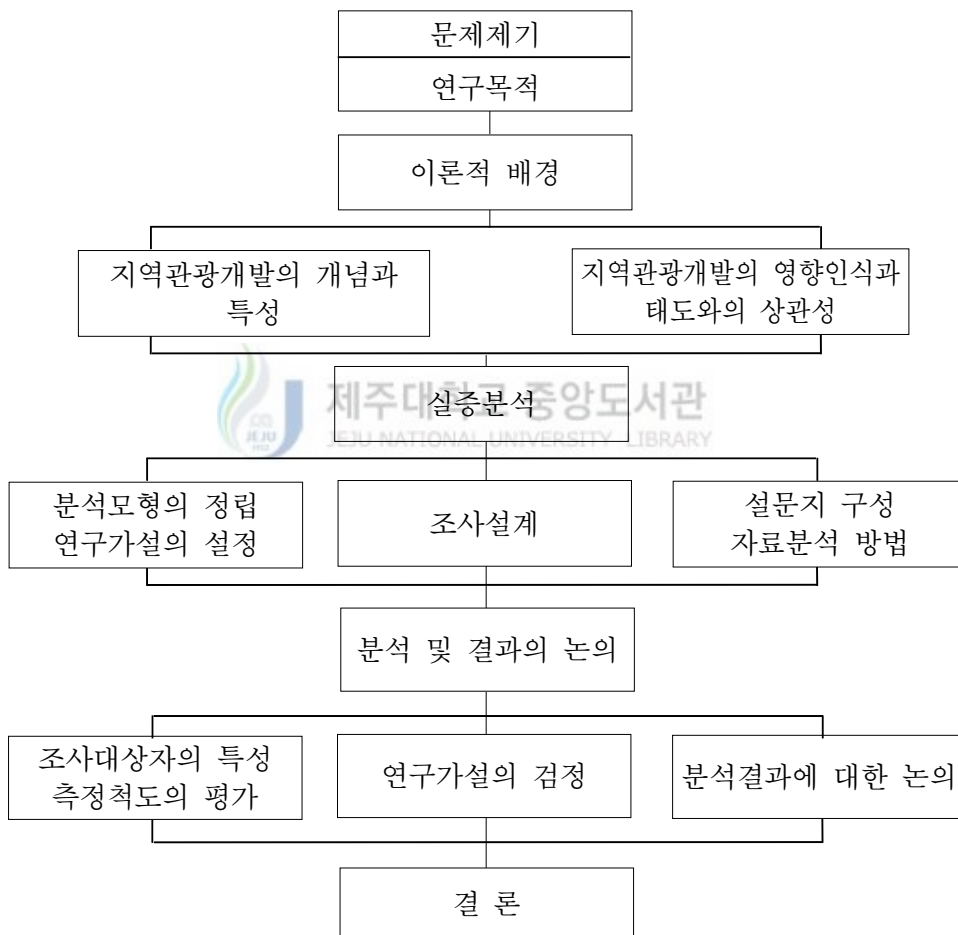 문제제기
연구목적
이론적 배경
지역관광개발의 개념과
특성
지역관광개발의 영향인식과
태도와의 상관성
실증분석
제주대학교 중앙도서관
JEJU NATIONAL UNIVERSITY LIBRARY
JEJU
1952
분석모형의 정립
연구가설의 설정
조사설계
설문지 구성
자료분석 방법
분석 및 결과의 논의
조사대상자의 특성
측정척도의 평가
연구가설의 검정
분석결과에 대한 논의
결 론